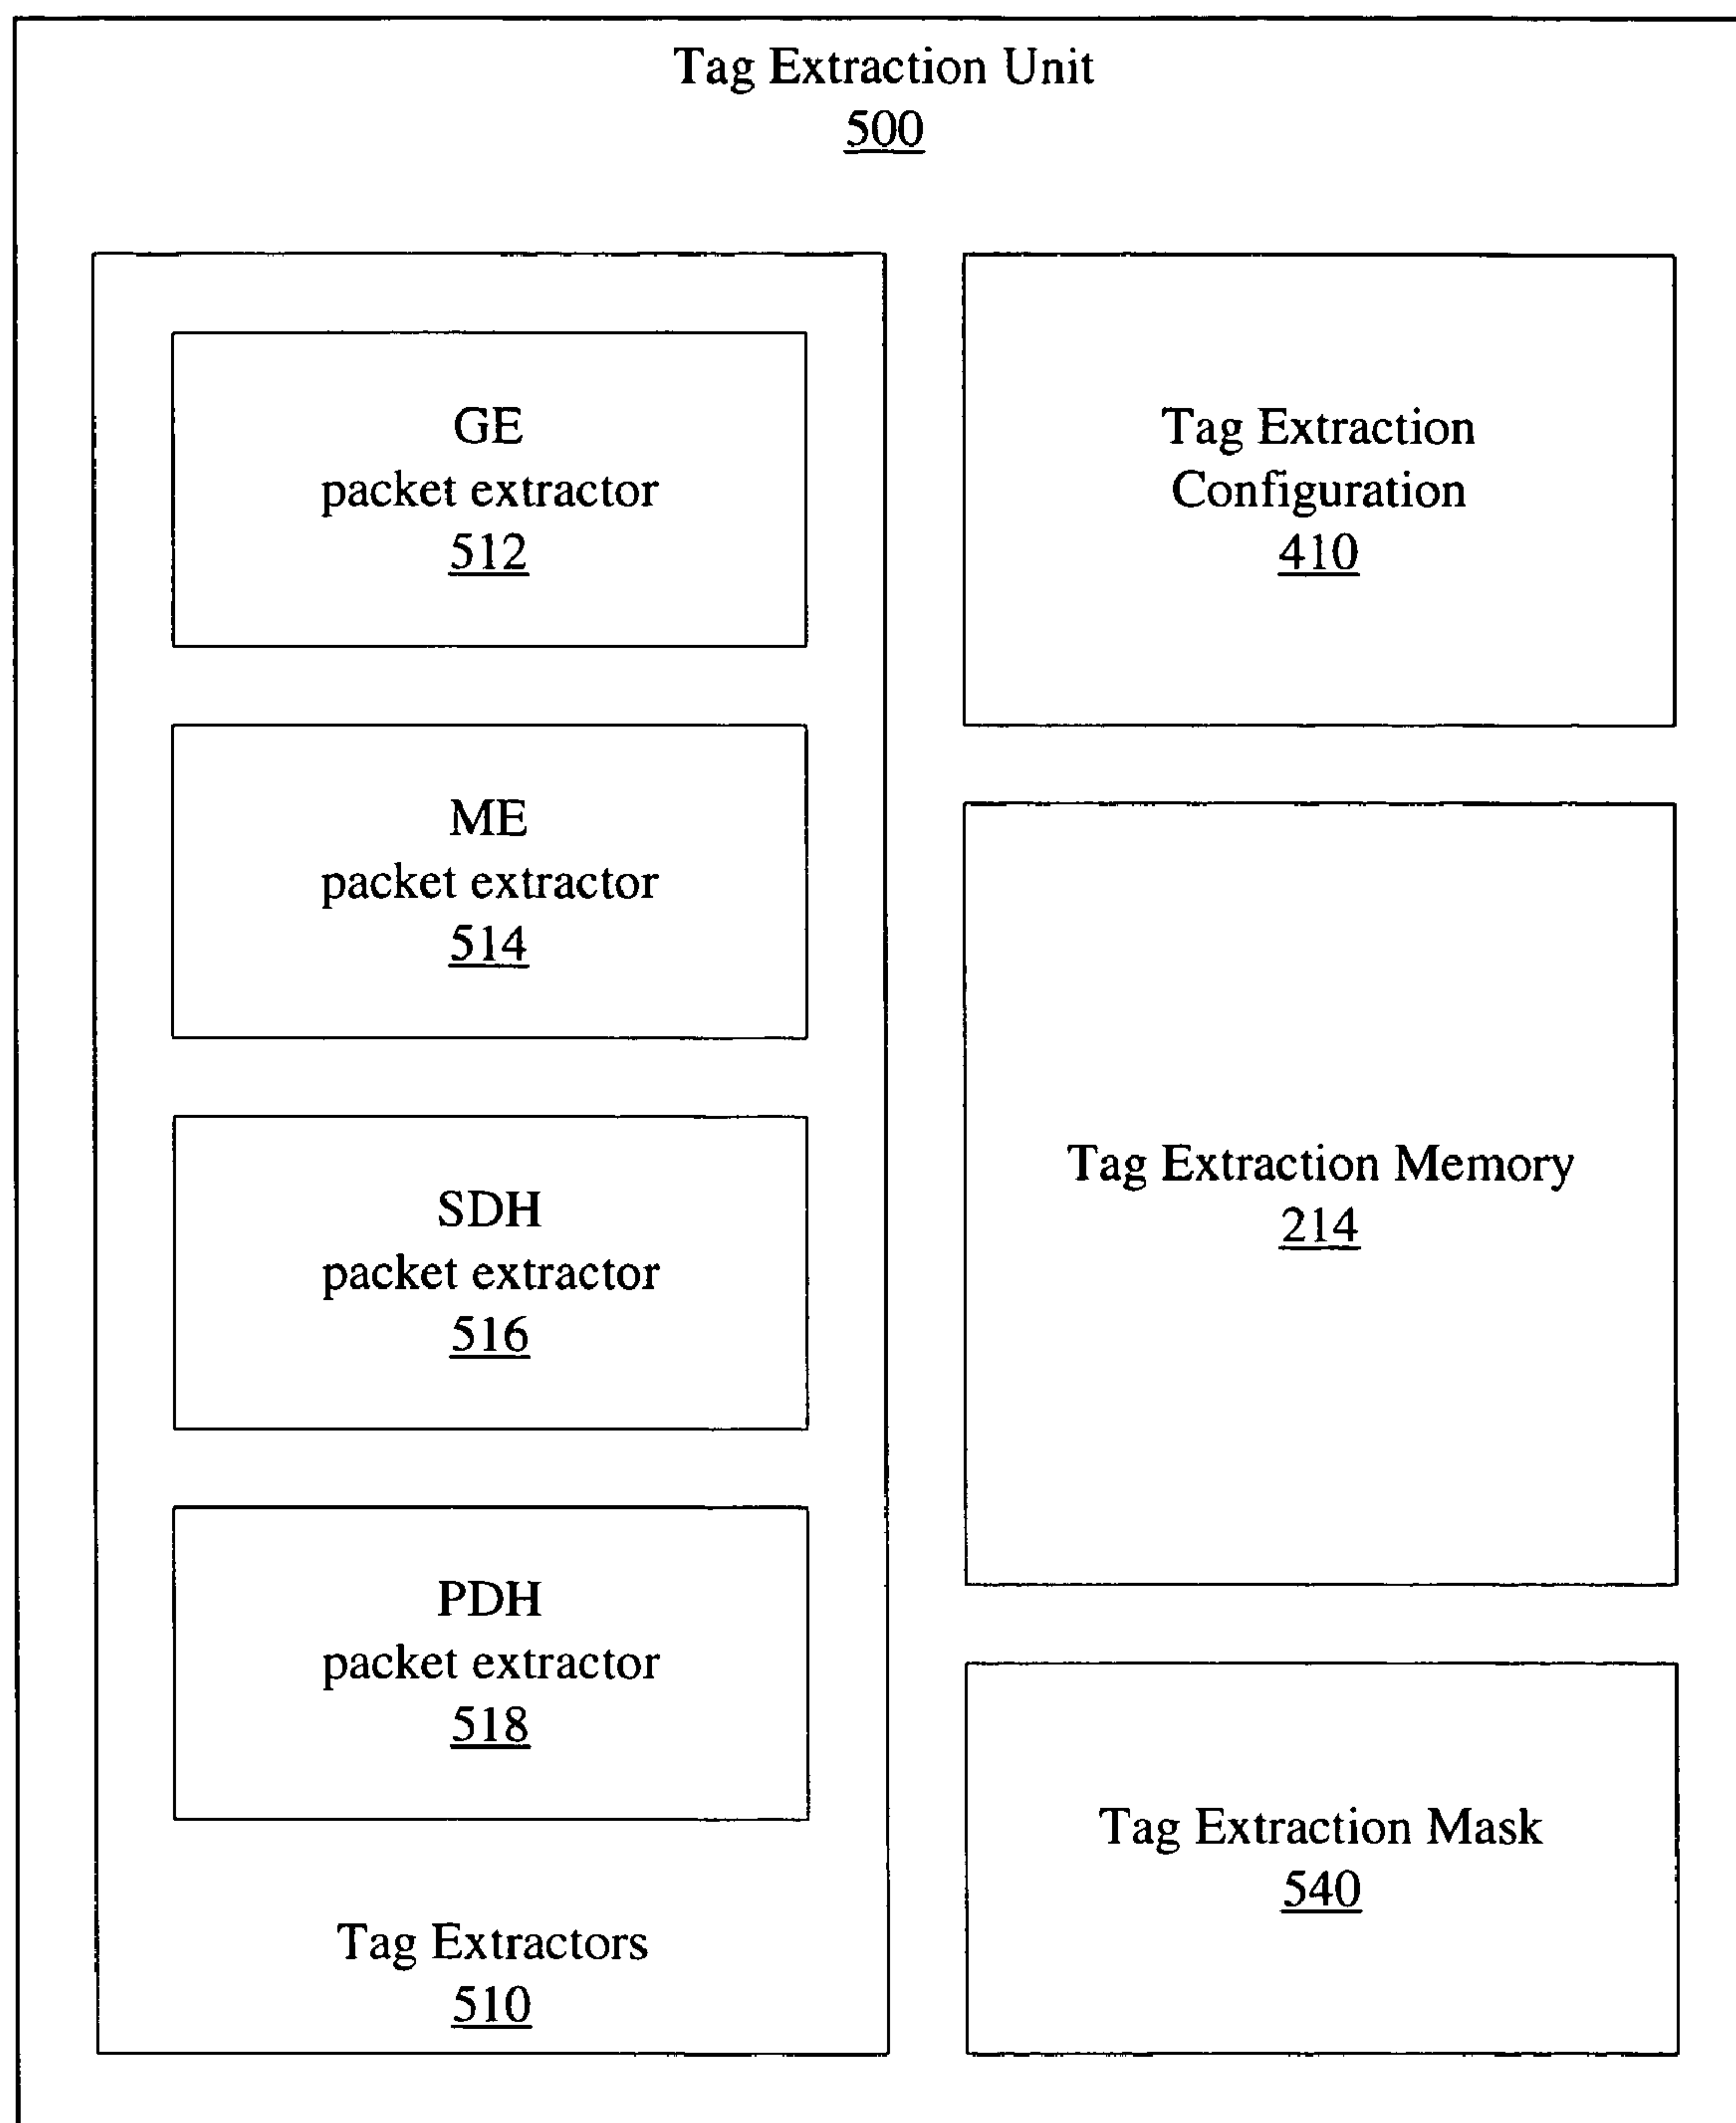 Tag Extraction Unit
500
GE
packet extractor
512
ME
packet extractor
514
SDH
packet extractor
516
PDH
packet extractor
518
Tag Extractors
510
Tag Extraction
Configuration
410
Tag Extraction Memory
214
Tag Extraction Mask
540